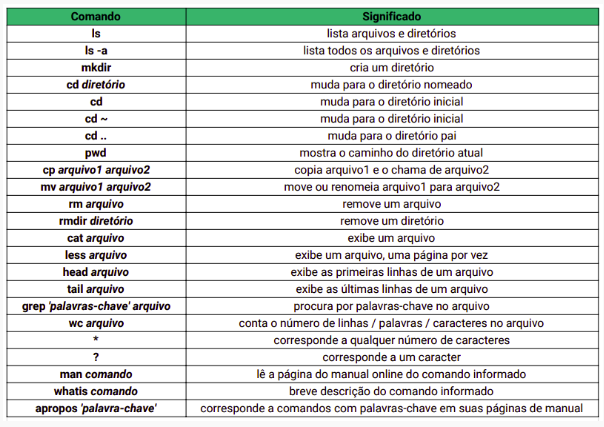 Comando Significado
ls lista arquivos e diretórios
ls -a lista todos os arquivos e diretórios
mkdir cria um diretório
cd diretório muda para o diretório nomeado
cd muda para o diretório inicial
cd ~ muda para o diretório inicial
cd .. muda para o diretório pai
pwd mostra o caminho do diretório atual
cp arquivo1 arquivo2 copia arquivo1 e o chama de arquivo2
mv arquivo1 arquivo2 move ou renomeia arquivo1 para arquivo2
rm arquivo remove um arquivo
rmdir diretório remove um diretório
cat arquivo exibe um arquivo
less arquivo exibe um arquivo, uma página por vez
head arquivo exibe as primeiras linhas de um arquivo
tail arquivo exibe as últimas linhas de um arquivo
grep 'palavras-chave' arquivo procura por palavras-chave no arquivo
wc arquivo conta o número de linhas / palavras / caracteres no arquivo
* corresponde a qualquer número de caracteres
? corresponde a um caracter
man comando lê a página do manual online do comando informado
whatis comando breve descrição do comando informado
apropos 'palavra-chave' corresponde a comandos com palavras-chave em suas páginas de manual